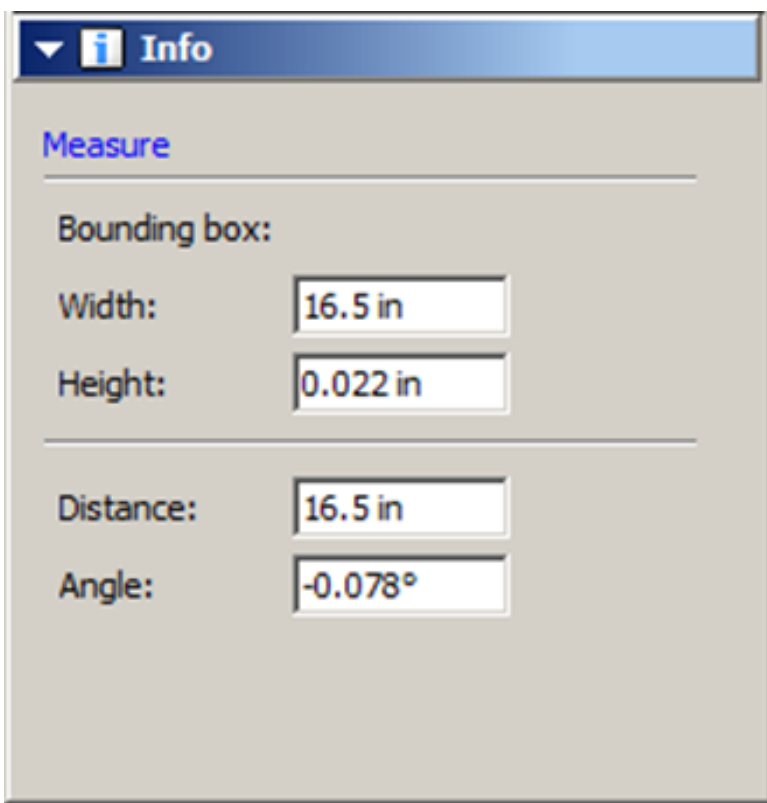 Info
Measure
Bounding box:
Width: 16.5 in
Height: 0.022 in
Distance: 16.5 in
Angle: -0.078°